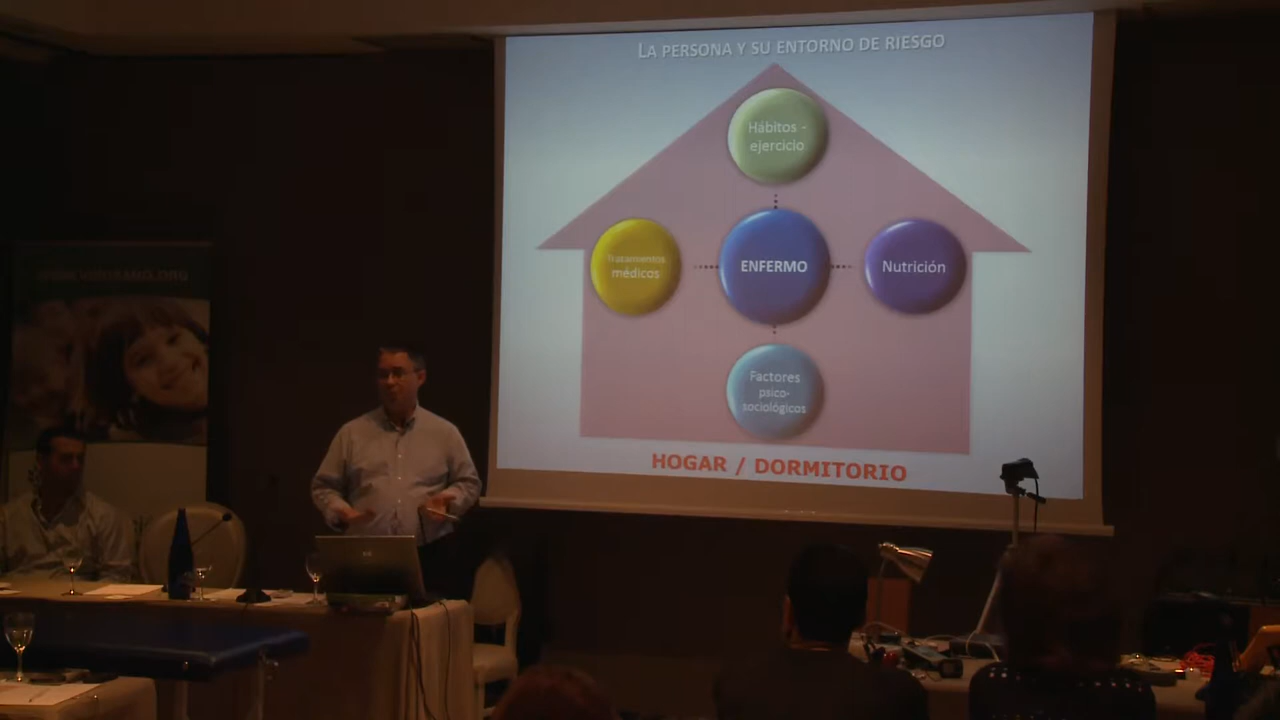 LA PERSONA Y SU ENTORNO DE RIESGO
Hábitos -
ejercicio
Tratamientos
médicos
ENFERMO
Nutrición
Factores
psico-
sociológicos
HOGAR / DORMITORIO